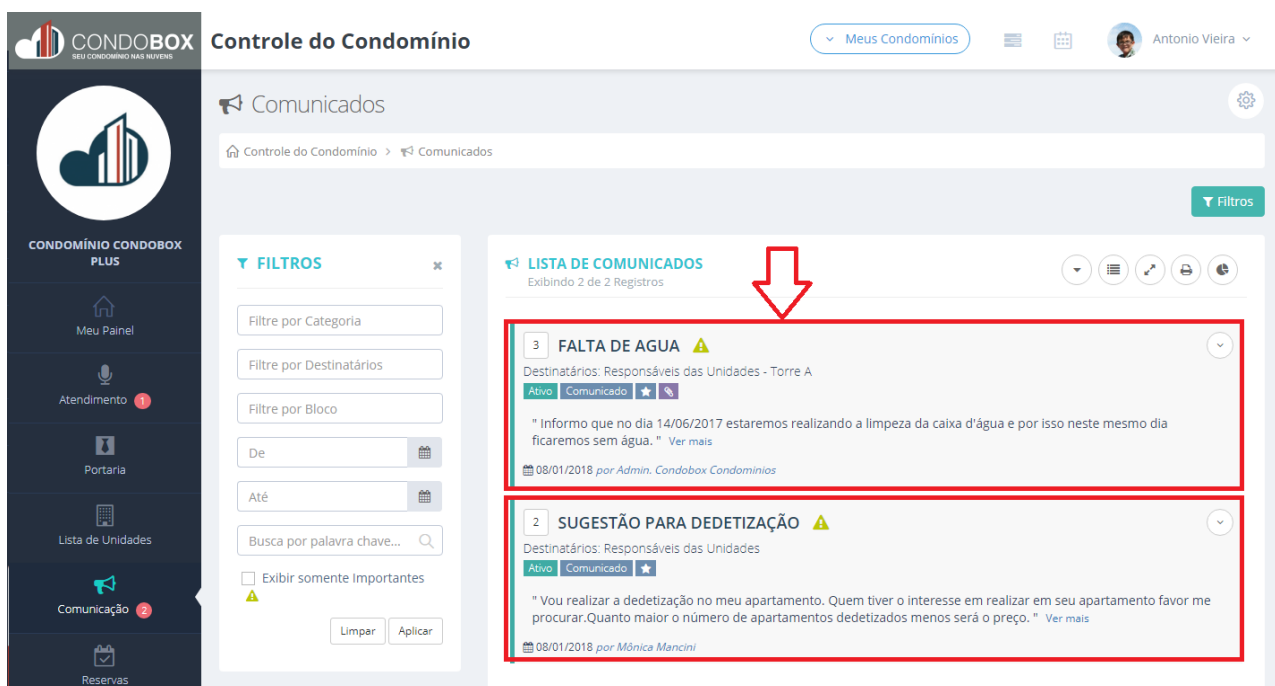 CONDOBOX
SEU CONDOMÍNIO NAS NUVENS
Controle do Condomínio
Meus Condomínios
Antonio Vieira
Comunicados
Controle do Condomínio > Comunicados
Filtros
CONDOMÍNIO CONDOBOX
PLUS
Meu Painel
Atendimento 1
Portaria
Lista de Unidades
Comunicação 2
Reservas
FILTROS
Filtre por Categoria
Filtre por Destinatários
Filtre por Bloco
De
Até
Busca por palavra chave...
Exibir somente Importantes
Limpar
Aplicar
LISTA DE COMUNICADOS
Exibindo 2 de 2 Registros
3 FALTA DE AGUA
Destinatários: Responsáveis das Unidades - Torre A
Ativo Comunicado
" Informo que no dia 14/06/2017 estaremos realizando a limpeza da caixa d'água e por isso neste mesmo dia
ficaremos sem água. " Ver mais
08/01/2018 por Admin. Condobox Condominios
2 SUGESTÃO PARA DEDETIZAÇÃO
Destinatários: Responsáveis das Unidades
Ativo Comunicado
" Vou realizar a dedetização no meu apartamento. Quem tiver o interesse em realizar em seu apartamento favor me
procurar.Quanto maior o número de apartamentos dedetizados menos será o preço. " Ver mais
08/01/2018 por Mônica Mancini